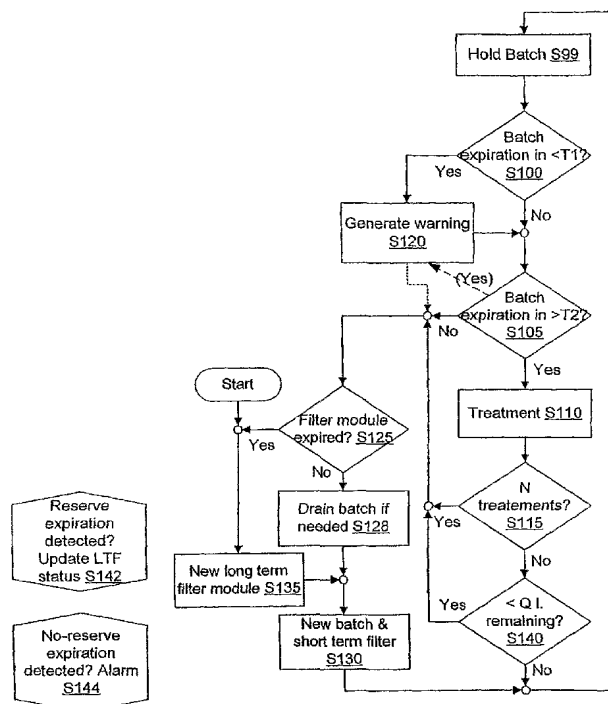 Hold Batch S99
Batch
expiration in <T1?
S100
Yes
No
Generate warning
S120
(Yes)
Batch
expiration in >T2?
S105
No
Yes
Start
Filter module
expired? S125
Yes
No
Treatment S110
N
treatements?
S115
Yes
No
Drain batch if
needed S128
Reserve
expiration
detected?
Update LTF
status S142
New long term
filter module S135
< Q l.
remaining?
S140
Yes
No
New batch &
short term filter
S130
No-reserve
expiration
detected? Alarm
S144